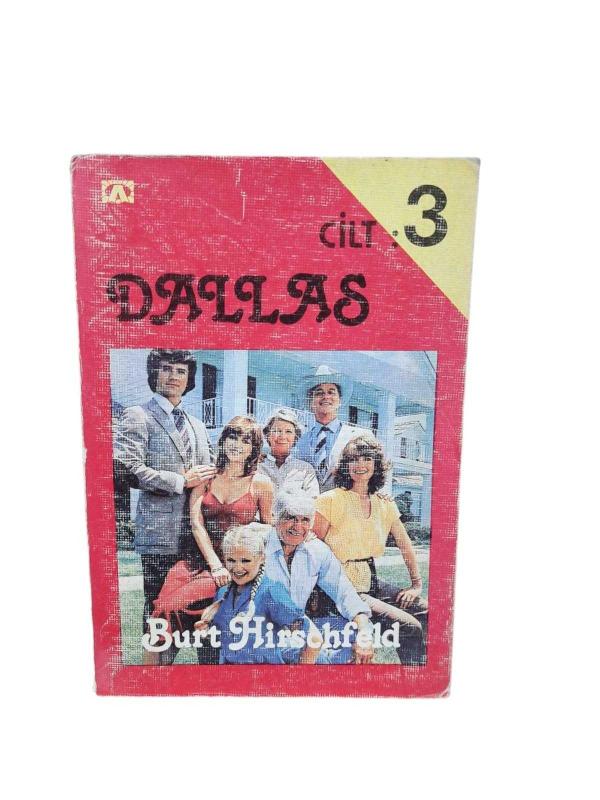 CİLT : 3
DALLAS
Burt Hirschfeld